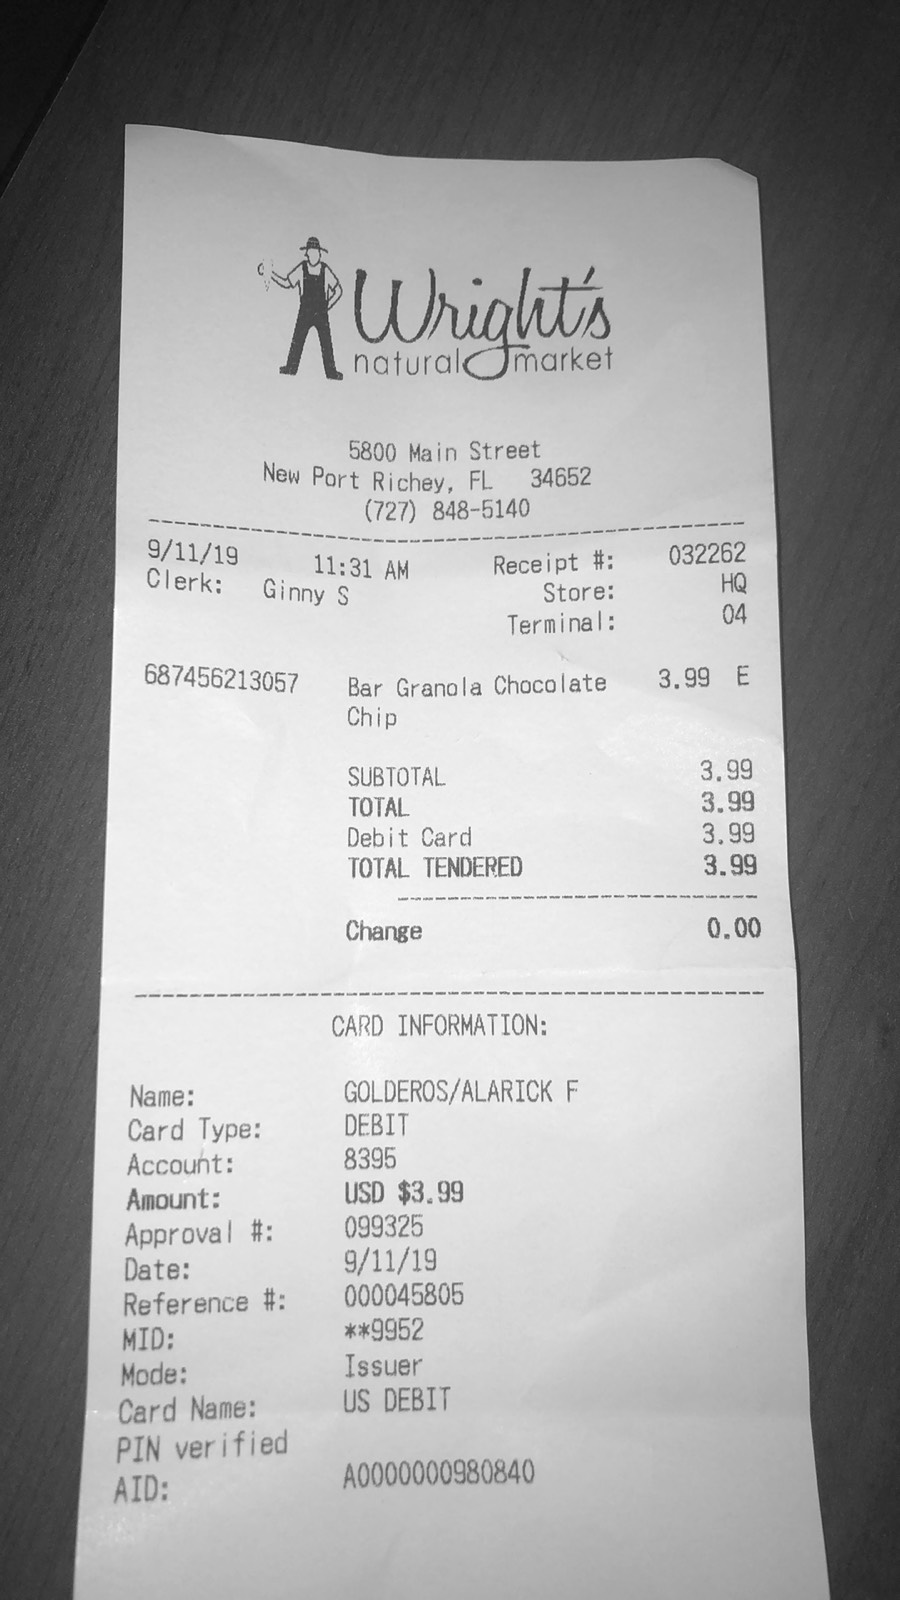 Wright's
natural market
5800 Main Street
New Port Richey, FL 34652
(727) 848-5140
9/11/19 11:31 AM Receipt #: 032262
Clerk: Ginny S Store: HQ
Terminal: 04
687456213057 Bar Granola Chocolate 3.99 E
Chip
SUBTOTAL 3.99
TOTAL 3.99
Debit Card 3.99
TOTAL TENDERED 3.99
Change 0.00
CARD INFORMATION:
Name: GOLDEROS/ALARICK F
Card Type: DEBIT
Account: 8395
Amount: USD $3.99
Approval #: 099325
Date: 9/11/19
Reference #: 000045805
MID: **9952
Mode: Issuer
Card Name: US DEBIT
PIN verified
AID: A0000000980840